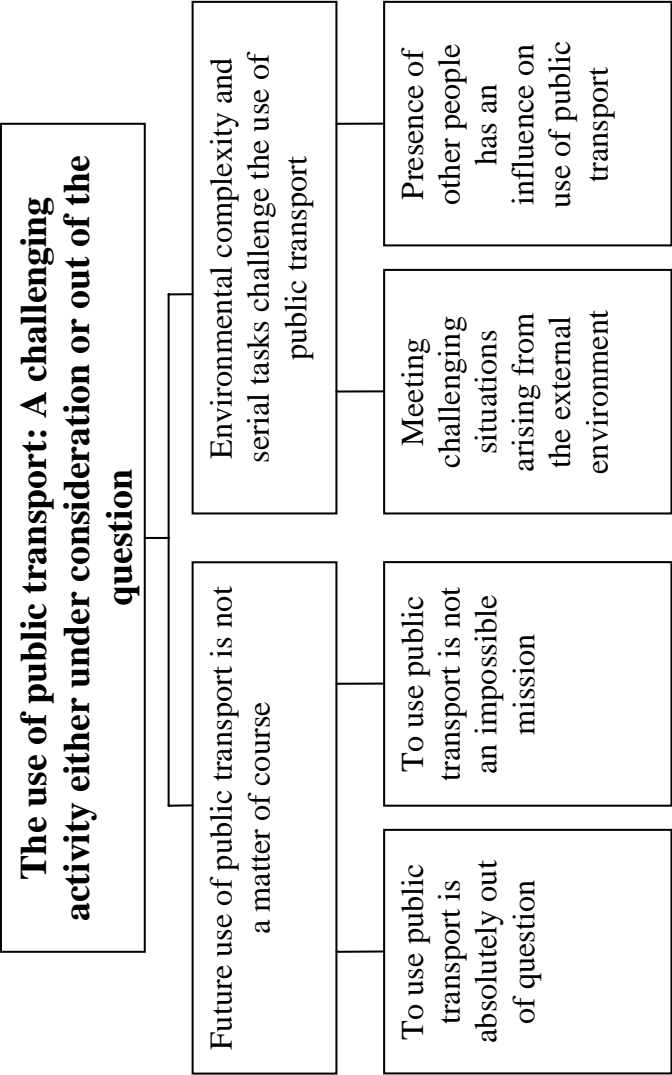 The use of public transport: A challenging
activity either under consideration or out of the
question
Future use of public transport is not
a matter of course
Environmental complexity and
serial tasks challenge the use of
public transport
To use public
transport is
absolutely out
of question
To use public
transport is not
an impossible
mission
Meeting
challenging
situations
arising from
the external
environment
Presence of
other people
has an
influence on
use of public
transport